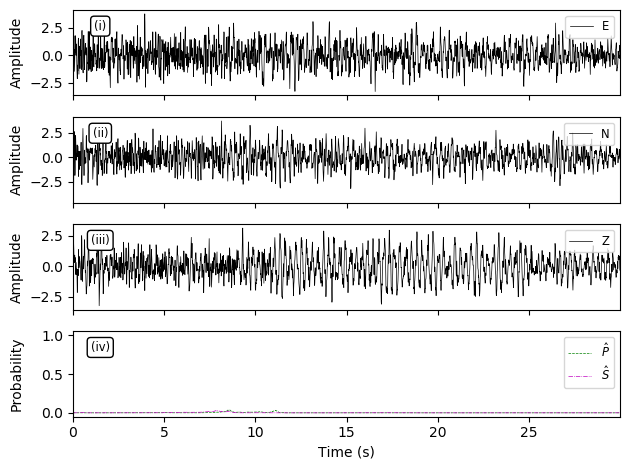 (i)
E
Amplitude
2.5
0.0
−2.5
(ii)
N
Amplitude
2.5
0.0
−2.5
(iii)
Z
Amplitude
2.5
0.0
−2.5
(iv)
P̂
Ŝ
Probability
1.0
0.5
0.0
0 5 10 15 20 25
Time (s)